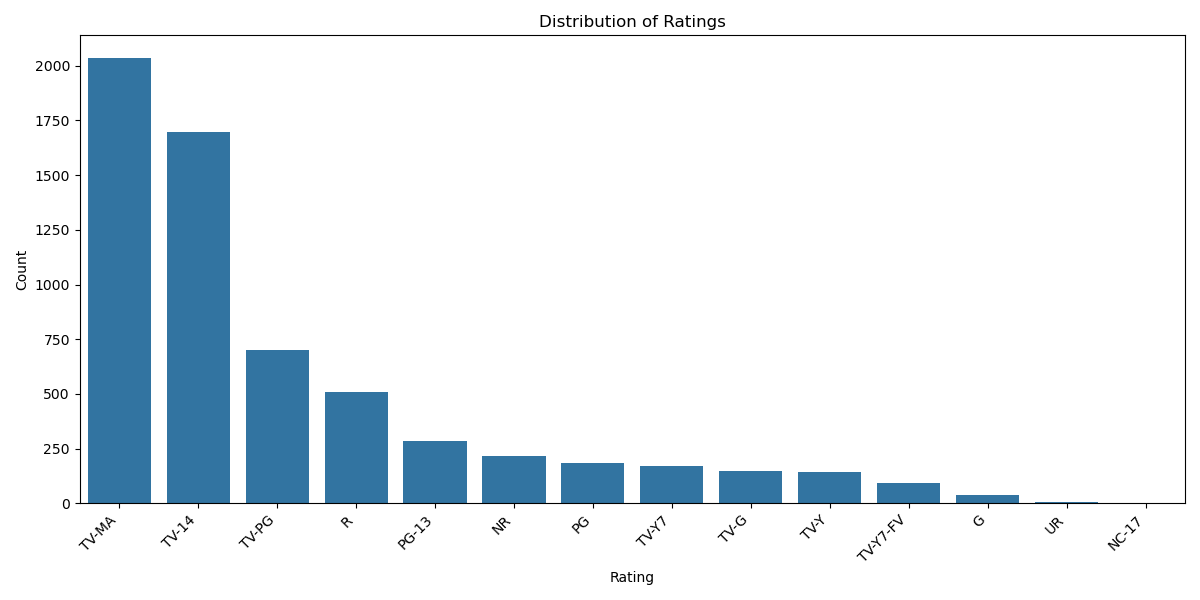 Distribution of Ratings
Count
2000
1750
1500
1250
1000
750
500
250
0
TV-MA
TV-14
TV-PG
R
PG-13
NR
PG
TV-Y7
TV-G
TV-Y
TV-Y7-FV
G
UR
NC-17
Rating